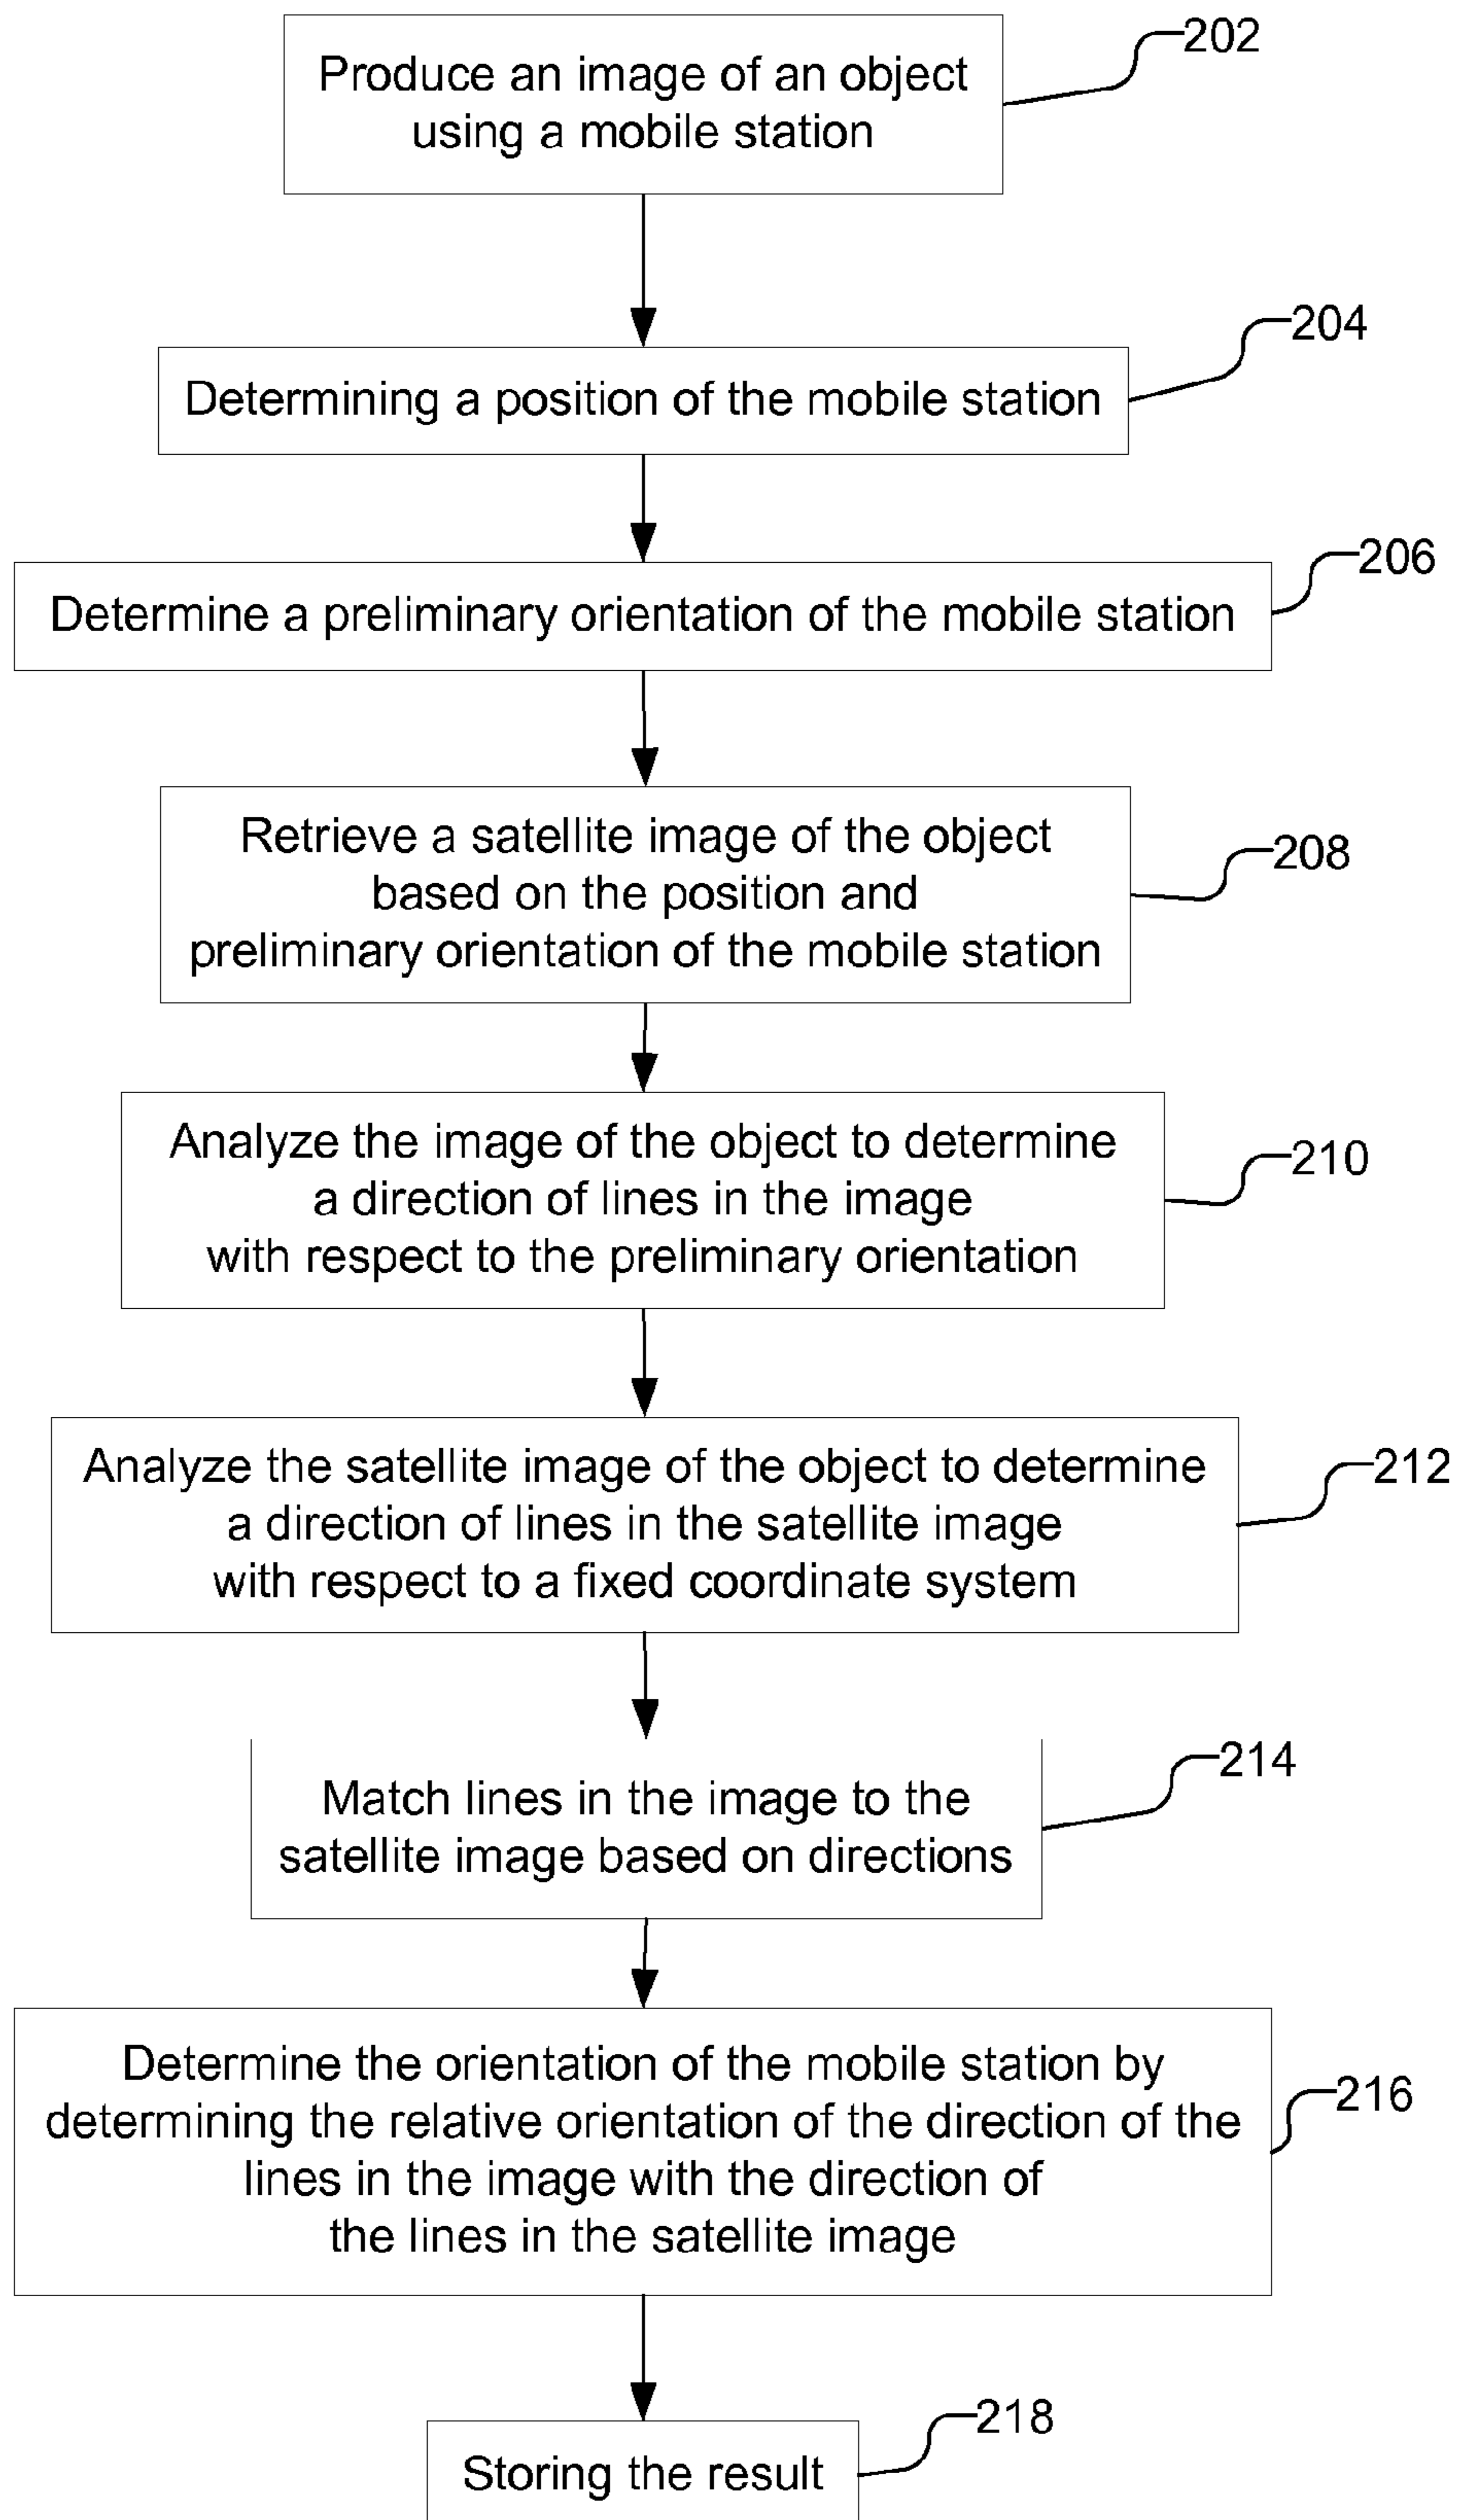 202
Produce an image of an object
using a mobile station
204
Determining a position of the mobile station
206
Determine a preliminary orientation of the mobile station
208
Retrieve a satellite image of the object
based on the position and
preliminary orientation of the mobile station
210
Analyze the image of the object to determine
a direction of lines in the image
with respect to the preliminary orientation
212
Analyze the satellite image of the object to determine
a direction of lines in the satellite image
with respect to a fixed coordinate system
214
Match lines in the image to the
satellite image based on directions
216
Determine the orientation of the mobile station by
determining the relative orientation of the direction of the
lines in the image with the direction of
the lines in the satellite image
218
Storing the result